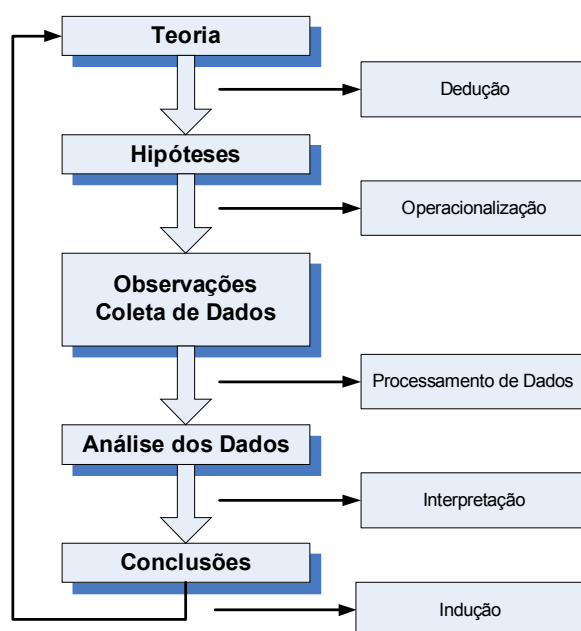 Teoria
Dedução
Hipóteses
Operacionalização
Observações
Coleta de Dados
Processamento de Dados
Análise dos Dados
Interpretação
Conclusões
Indução